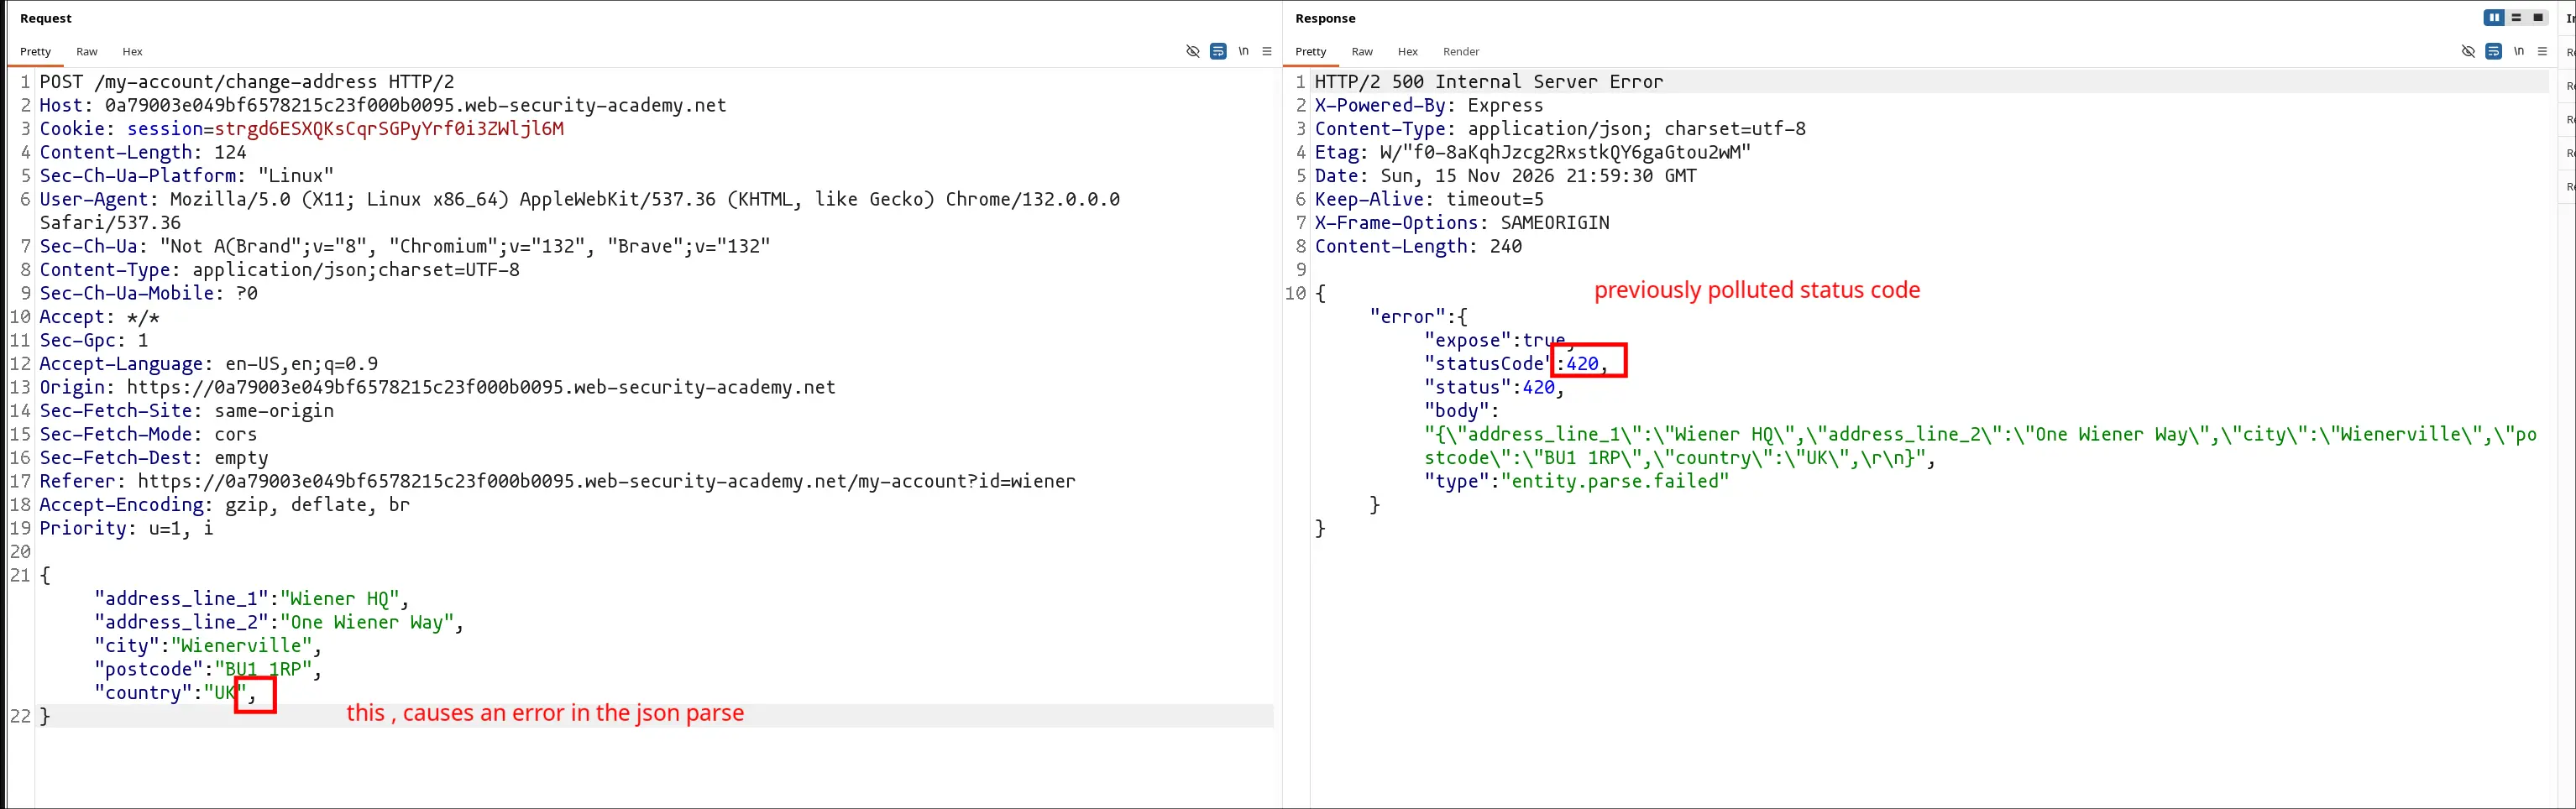 Request
Pretty Raw Hex \n
1 POST /my-account/change-address HTTP/2
2 Host: 0a79003e049bf6578215c23f000b0095.web-security-academy.net
3 Cookie: session=strgd6ESXQKsCqrSGPyYrf0i3ZWljl6M
4 Content-Length: 124
5 Sec-Ch-Ua-Platform: "Linux"
6 User-Agent: Mozilla/5.0 (X11; Linux x86_64) AppleWebKit/537.36 (KHTML, like Gecko) Chrome/132.0.0.0
Safari/537.36
7 Sec-Ch-Ua: "Not A(Brand";v="8", "Chromium";v="132", "Brave";v="132"
8 Content-Type: application/json;charset=UTF-8
9 Sec-Ch-Ua-Mobile: ?0
10 Accept: */*
11 Sec-Gpc: 1
12 Accept-Language: en-US,en;q=0.9
13 Origin: https://0a79003e049bf6578215c23f000b0095.web-security-academy.net
14 Sec-Fetch-Site: same-origin
15 Sec-Fetch-Mode: cors
16 Sec-Fetch-Dest: empty
17 Referer: https://0a79003e049bf6578215c23f000b0095.web-security-academy.net/my-account?id=wiener
18 Accept-Encoding: gzip, deflate, br
19 Priority: u=1, i
20
21 {
"address_line_1":"Wiener HQ",
"address_line_2":"One Wiener Way",
"city":"Wienerville",
"postcode":"BU1 1RP",
"country":"UK",
22 }
this , causes an error in the json parse
Response
Pretty Raw Hex Render \n
1 HTTP/2 500 Internal Server Error
2 X-Powered-By: Express
3 Content-Type: application/json; charset=utf-8
4 Etag: W/"f0-8aKqhJzcg2RxstkQY6gaGtou2wM"
5 Date: Sun, 15 Nov 2026 21:59:30 GMT
6 Keep-Alive: timeout=5
7 X-Frame-Options: SAMEORIGIN
8 Content-Length: 240
9
previously polluted status code
10 {
"error":{
"expose":true,
"statusCode":420,
"status":420,
"body":
"{\"address_line_1\":\"Wiener HQ\",\"address_line_2\":\"One Wiener Way\",\"city\":\"Wienerville\",\"po
stcode\":\"BU1 1RP\",\"country\":\"UK\",\r\n}",
"type":"entity.parse.failed"
}
}